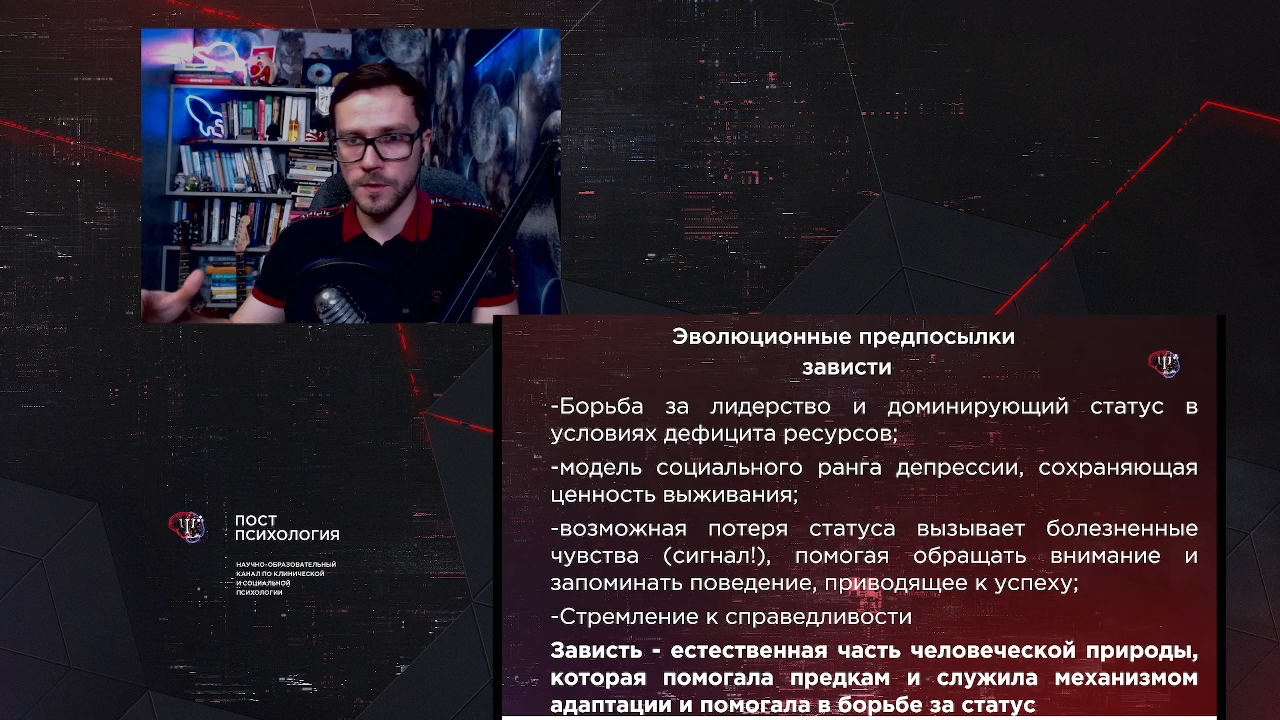 Эволюционные предпосылки
зависти
-Борьба за лидерство и доминирующий статус в
условиях дефицита ресурсов;
-модель социального ранга депрессии, сохраняющая
ценность выживания;
-возможная потеря статуса вызывает болезненные
чувства (сигнал!), помогая обращать внимание и
запоминать поведение, приводящее к успеху;
-Стремление к справедливости
Зависть - естественная часть человеческой природы,
которая помогала предкам и служила механизмом
адаптации и помогала в борьбе за статус
ПОСТ
ПСИХОЛОГИЯ
НАУЧНО-ОБРАЗОВАТЕЛЬНЫЙ
КАНАЛ ПО КЛИНИЧЕСКОЙ
И СОЦИАЛЬНОЙ
ПСИХОЛОГИИ